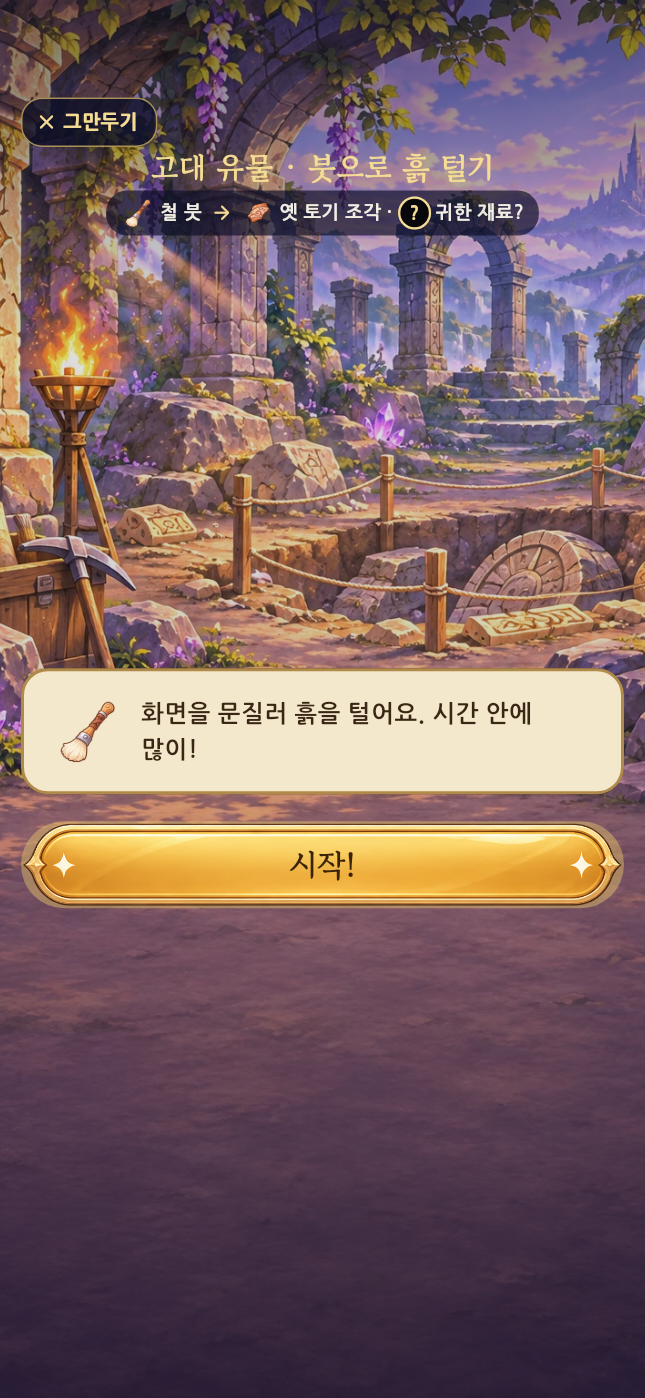 × 그만두기
고대 유물 · 붓으로 흙 털기
철 붓 → 옛 토기 조각 · ? 귀한 재료?
화면을 문질러 흙을 털어요. 시간 안에
많이!
시작!